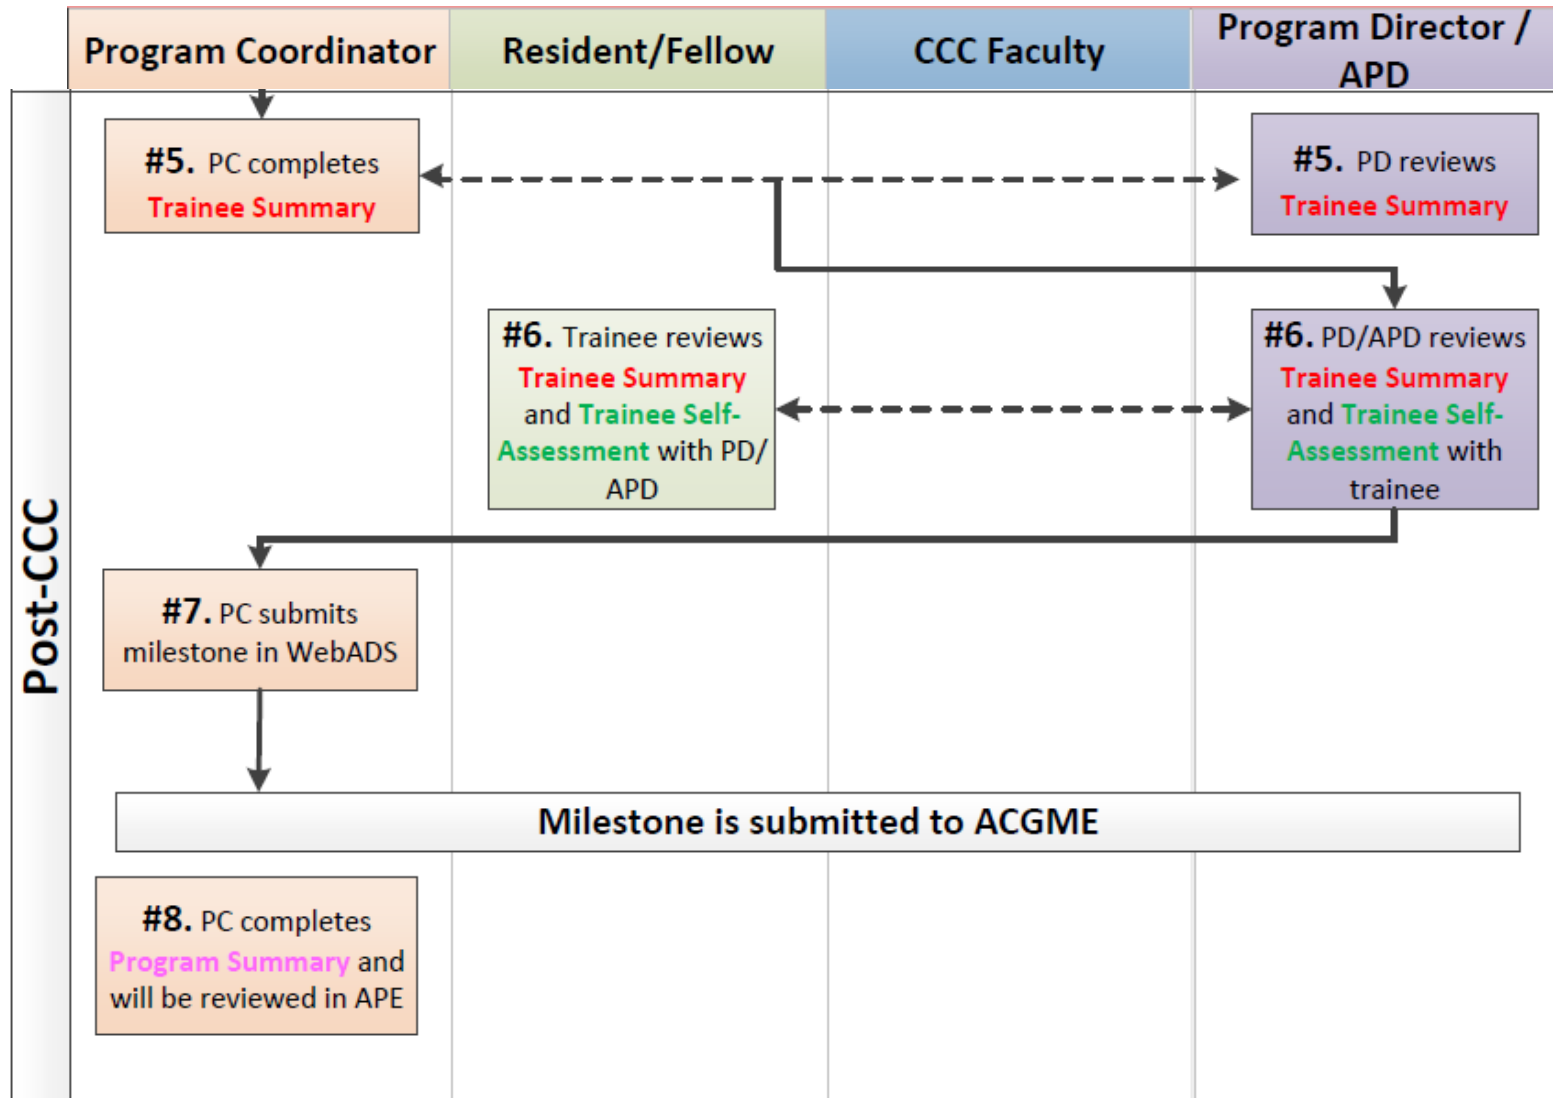 Program Coordinator
Resident/Fellow
CCC Faculty
Program Director /
APD
Post-CCC
#5. PC completes
Trainee Summary
#5. PD reviews
Trainee Summary
#6. Trainee reviews
Trainee Summary
and Trainee Self-
Assessment with PD/
APD
#6. PD/APD reviews
Trainee Summary
and Trainee Self-
Assessment with
trainee
#7. PC submits
milestone in WebADS
Milestone is submitted to ACGME
#8. PC completes
Program Summary and
will be reviewed in APE